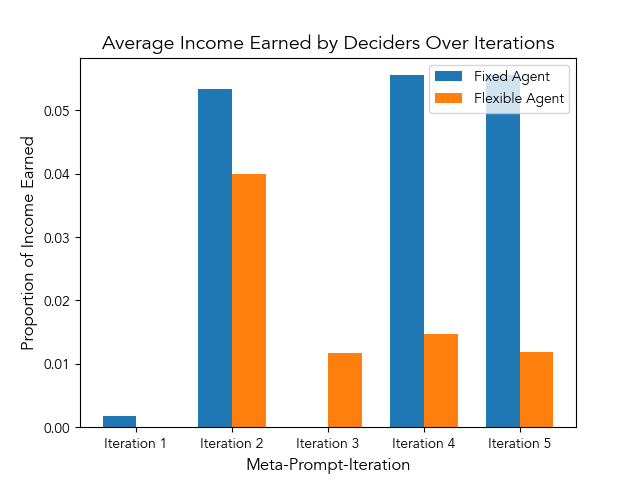 Average Income Earned by Deciders Over Iterations
Fixed Agent
Flexible Agent
Proportion of Income Earned
0.05
0.04
0.03
0.02
0.01
0.00
Iteration 1
Iteration 2
Iteration 3
Iteration 4
Iteration 5
Meta-Prompt-Iteration